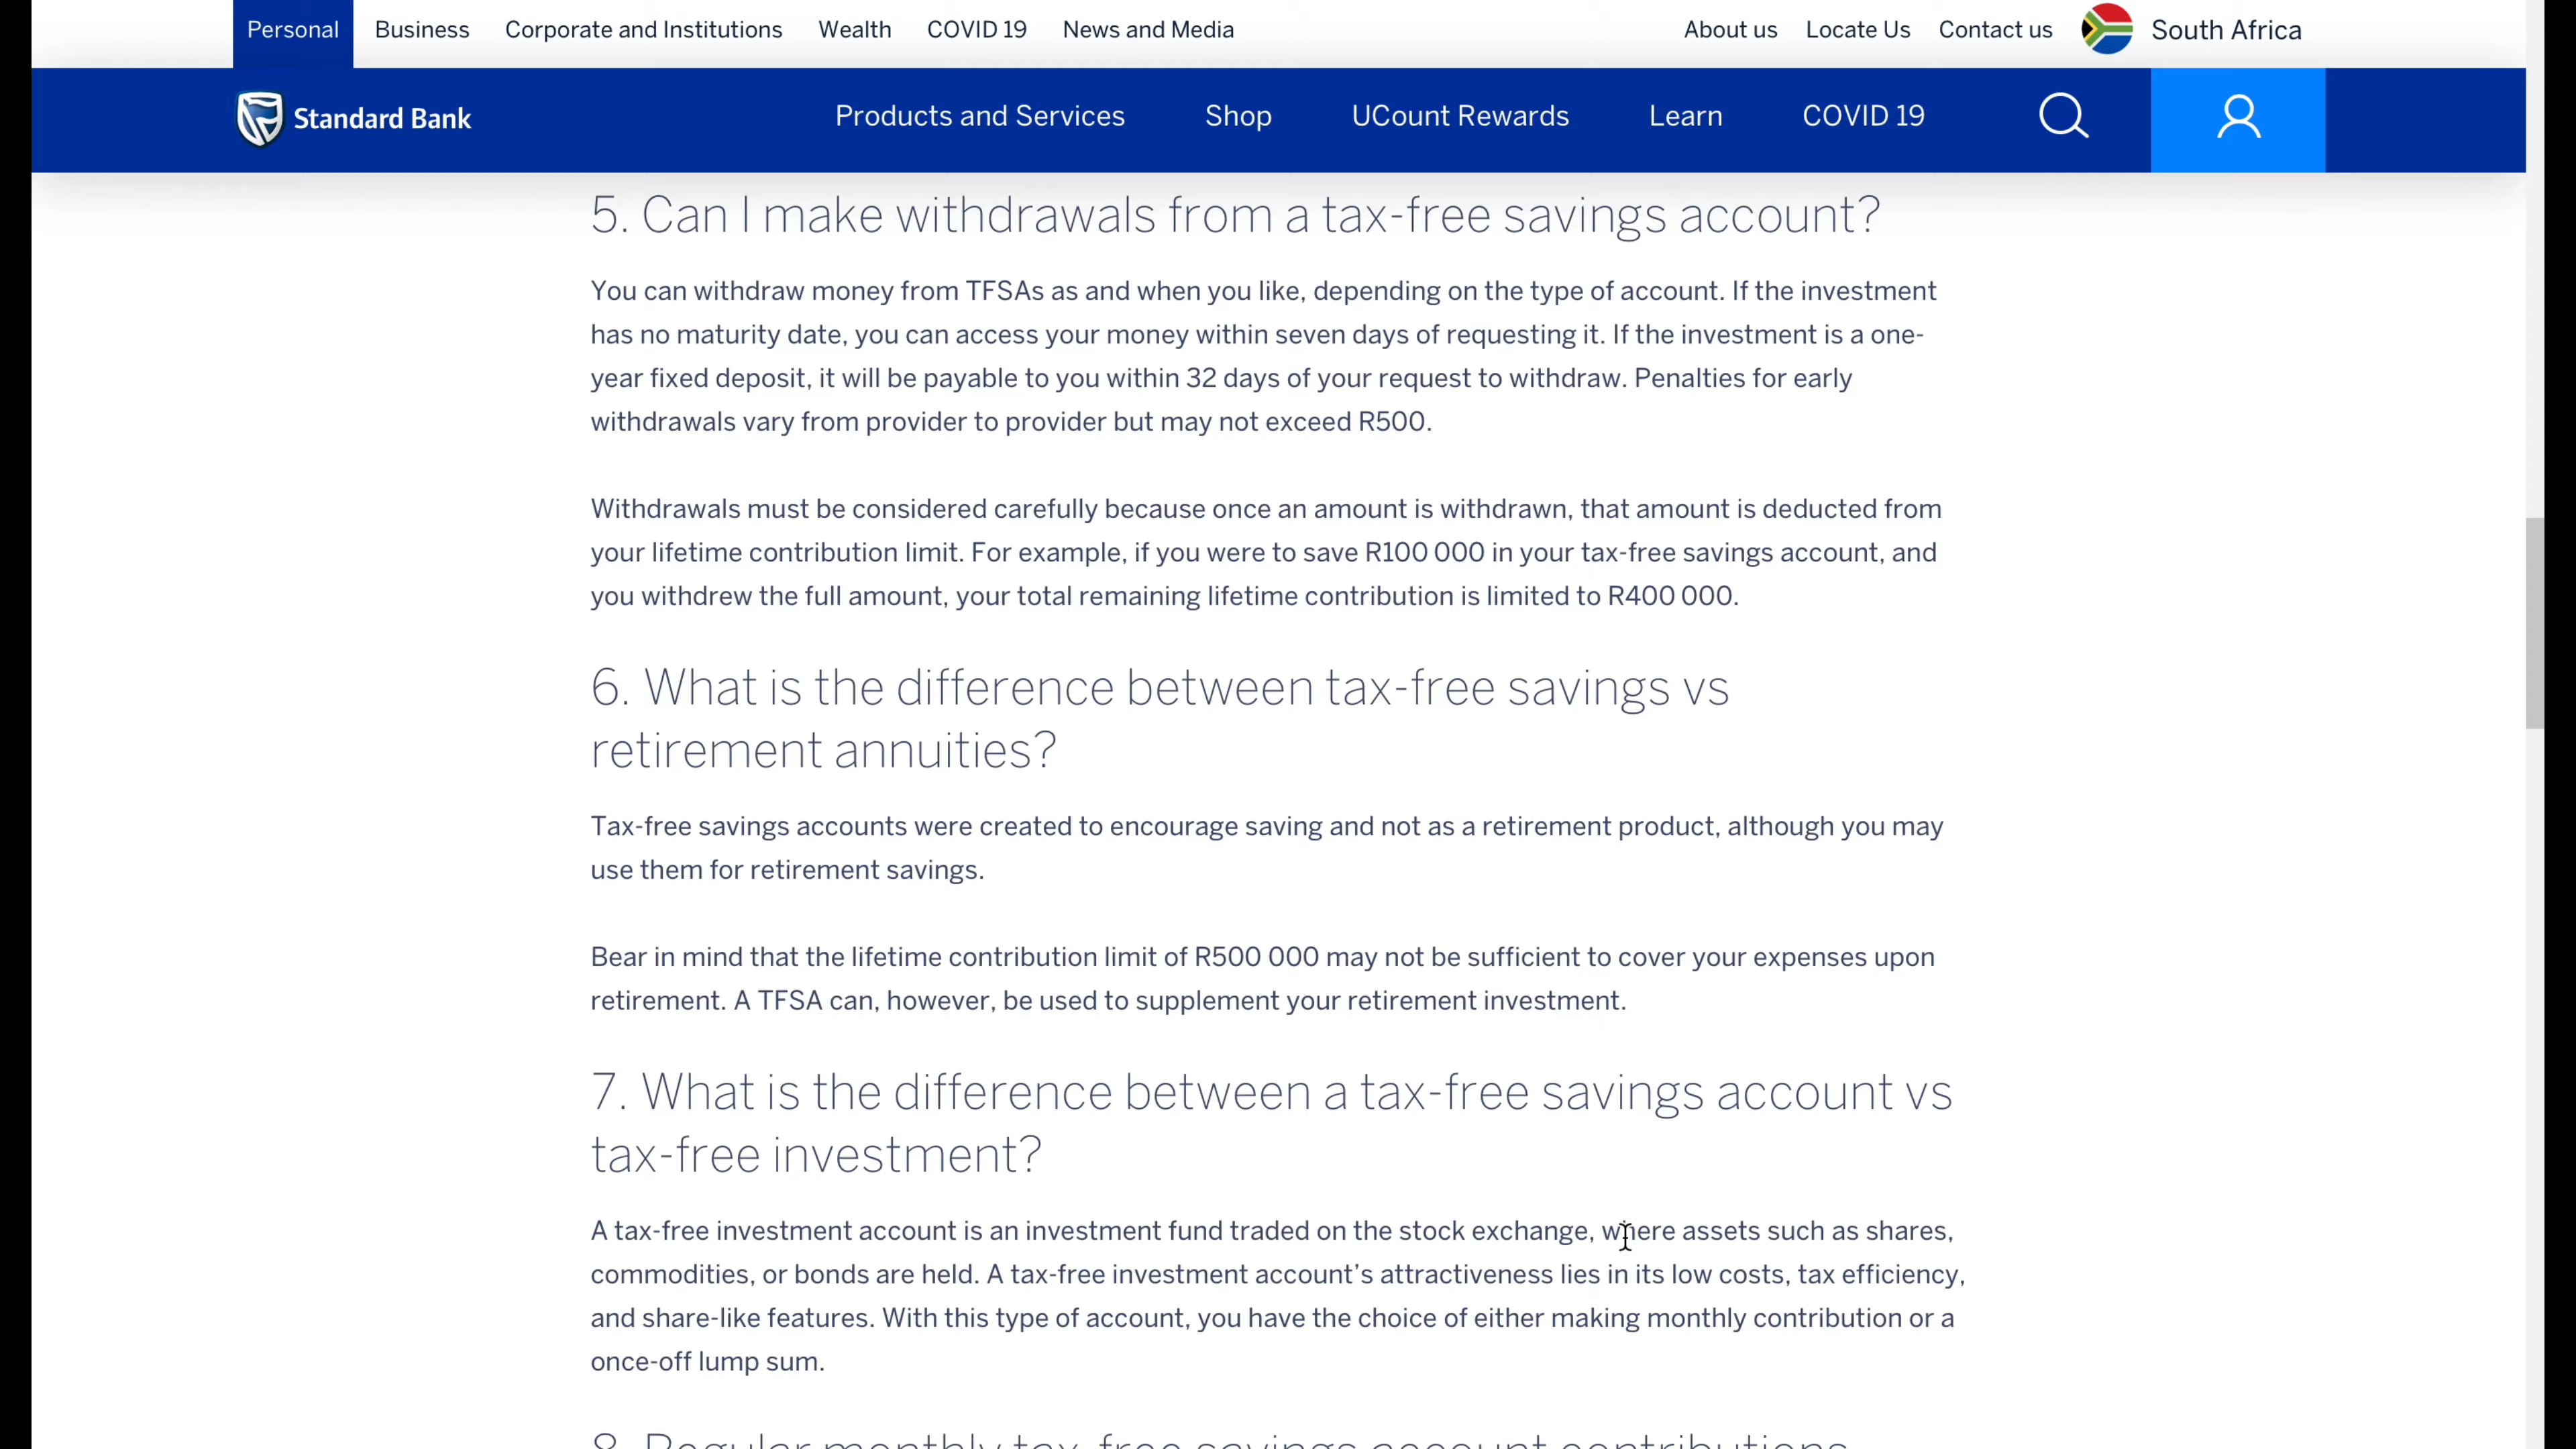 Personal Business Corporate and Institutions Wealth COVID 19 News and Media About us Locate Us Contact us South Africa
Standard Bank Products and Services Shop UCount Rewards Learn COVID 19
5. Can I make withdrawals from a tax-free savings account?
You can withdraw money from TFSAs as and when you like, depending on the type of account. If the investment
has no maturity date, you can access your money within seven days of requesting it. If the investment is a one-
year fixed deposit, it will be payable to you within 32 days of your request to withdraw. Penalties for early
withdrawals vary from provider to provider but may not exceed R500.
Withdrawals must be considered carefully because once an amount is withdrawn, that amount is deducted from
your lifetime contribution limit. For example, if you were to save R100 000 in your tax-free savings account, and
you withdrew the full amount, your total remaining lifetime contribution is limited to R400 000.
6. What is the difference between tax-free savings vs
retirement annuities?
Tax-free savings accounts were created to encourage saving and not as a retirement product, although you may
use them for retirement savings.
Bear in mind that the lifetime contribution limit of R500 000 may not be sufficient to cover your expenses upon
retirement. A TFSA can, however, be used to supplement your retirement investment.
7. What is the difference between a tax-free savings account vs
tax-free investment?
A tax-free investment account is an investment fund traded on the stock exchange, where assets such as shares,
commodities, or bonds are held. A tax-free investment account's attractiveness lies in its low costs, tax efficiency,
and share-like features. With this type of account, you have the choice of either making monthly contribution or a
once-off lump sum.
8. Regular monthly tax-free savings account contributions